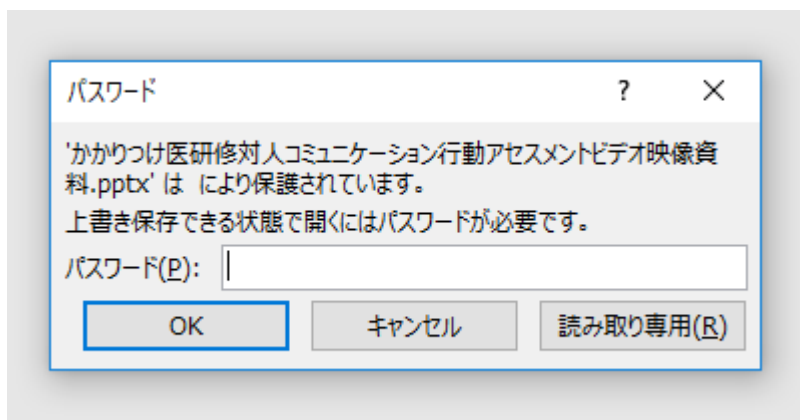 パスワード ? ×
'かかりつけ医研修対人コミュニケーション行動アセスメントビデオ映像資
料.pptx' は により保護されています。
上書き保存できる状態で開くにはパスワードが必要です。
パスワード(P):
OK キャンセル 読み取り専用(R)